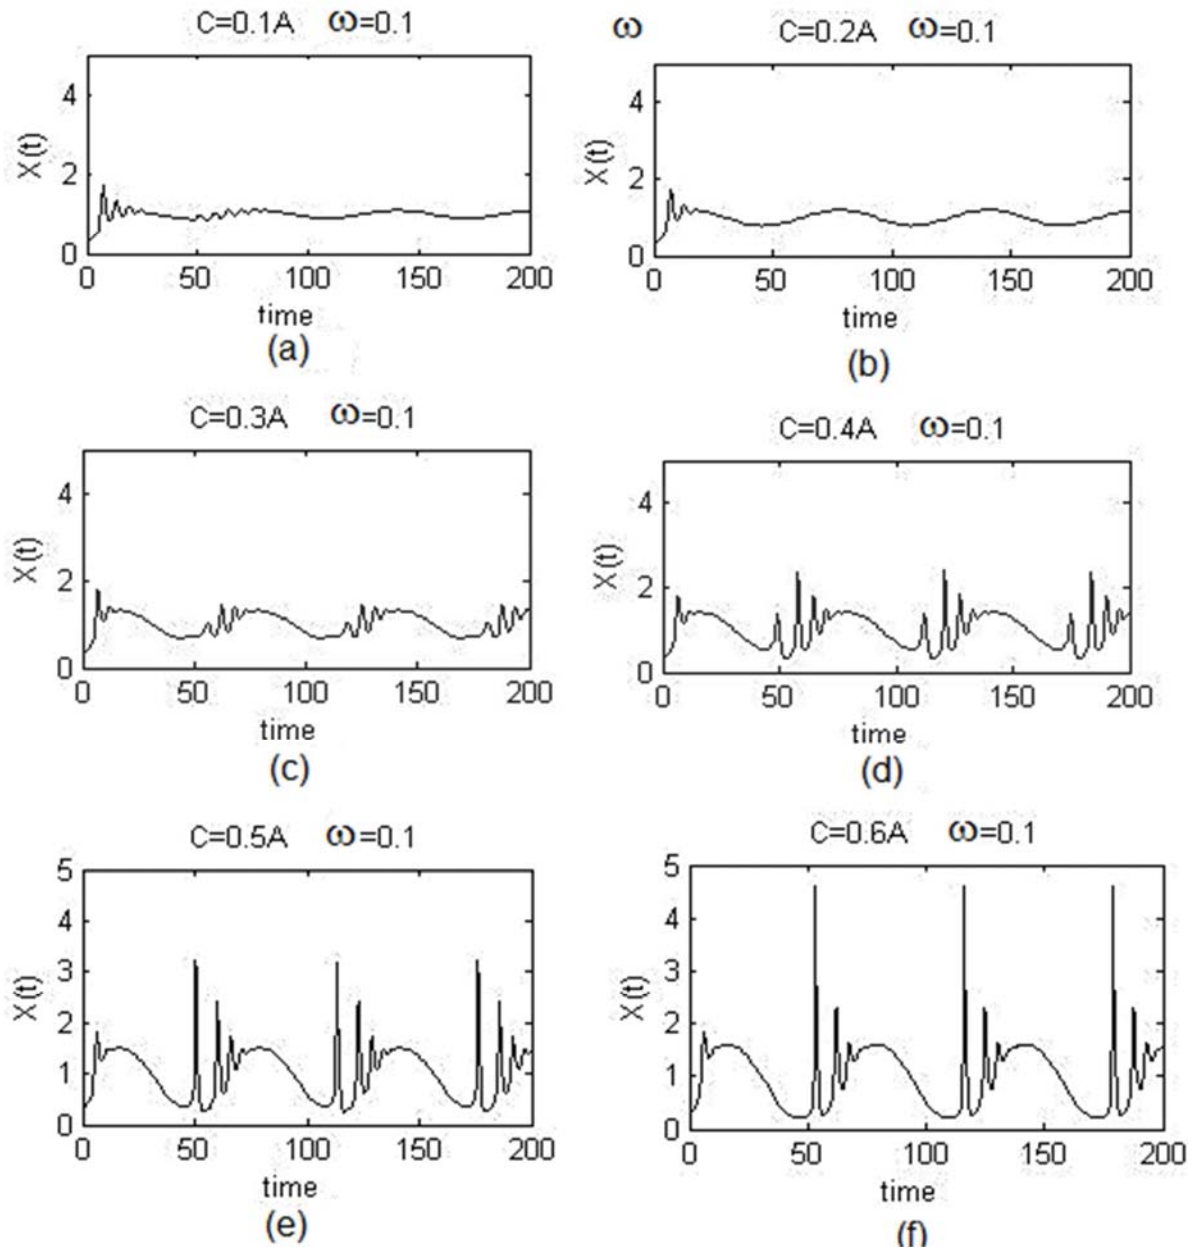 C=0.1A ω=0.1
4
2
0
X(t)
0 50 100 150 200
time
(a)
ω C=0.2A ω=0.1
4
2
0
X(t)
0 50 100 150 200
time
(b)
C=0.3A ω=0.1
4
2
0
X(t)
0 50 100 150 200
time
(c)
C=0.4A ω=0.1
4
2
0
X(t)
0 50 100 150 200
time
(d)
C=0.5A ω=0.1
5
4
3
2
1
0
X(t)
0 50 100 150 200
time
(e)
C=0.6A ω=0.1
5
4
3
2
1
0
X(t)
0 50 100 150 200
time
(f)